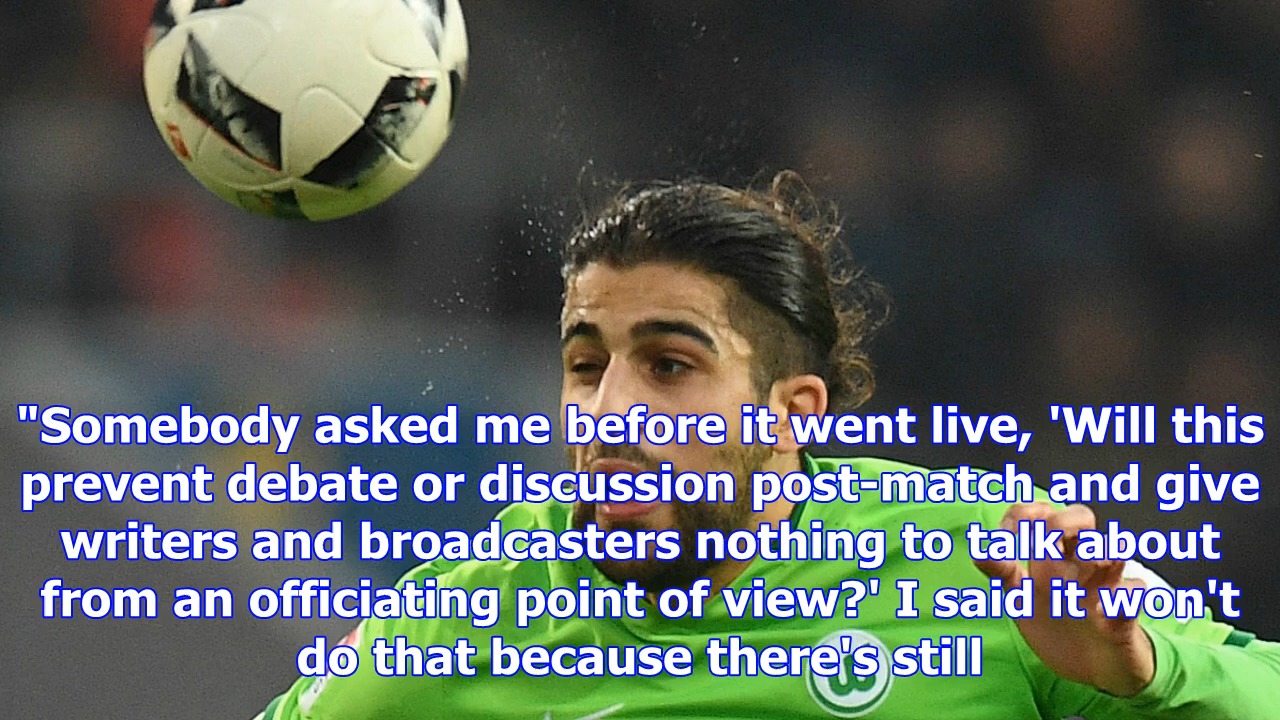 "Somebody asked me before it went live, 'Will this
prevent debate or discussion post-match and give
writers and broadcasters nothing to talk about
from an officiating point of view?' I said it won't
do that because there's still